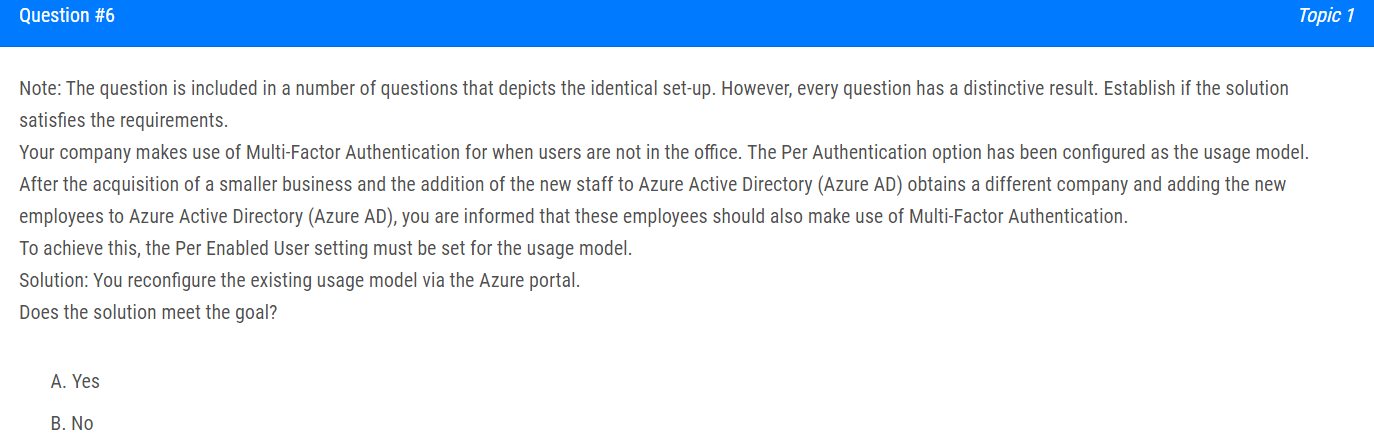 Question #6
Topic 1
Note: The question is included in a number of questions that depicts the identical set-up. However, every question has a distinctive result. Establish if the solution
satisfies the requirements.
Your company makes use of Multi-Factor Authentication for when users are not in the office. The Per Authentication option has been configured as the usage model.
After the acquisition of a smaller business and the addition of the new staff to Azure Active Directory (Azure AD) obtains a different company and adding the new
employees to Azure Active Directory (Azure AD), you are informed that these employees should also make use of Multi-Factor Authentication.
To achieve this, the Per Enabled User setting must be set for the usage model.
Solution: You reconfigure the existing usage model via the Azure portal.
Does the solution meet the goal?
A. Yes
B. No